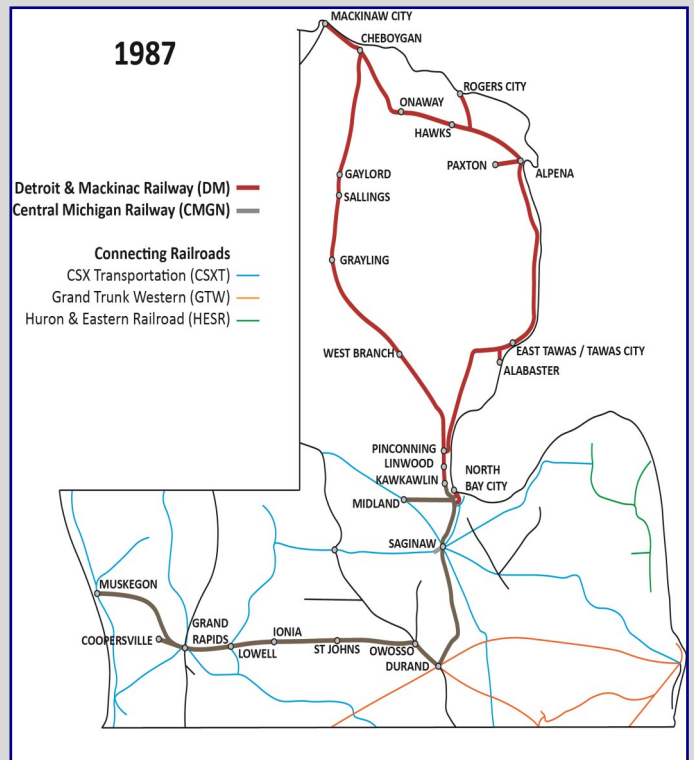 1987
MACKINAW CITY
CHEBOYGAN
ROGERS CITY
ONAWAY
HAWKS
PAXTON
ALPENA
GAYLORD
SALLINGS
GRAYLING
Detroit & Mackinac Railway (DM)
Central Michigan Railway (CMGN)
Connecting Railroads
CSX Transportation (CSXT)
Grand Trunk Western (GTW)
Huron & Eastern Railroad (HESR)
WEST BRANCH
EAST TAWAS / TAWAS CITY
ALABASTER
PINCONNING
LINWOOD
KAWKAWLIN
NORTH
BAY CITY
MIDLAND
SAGINAW
MUSKEGON
COOPERSVILLE
GRAND
RAPIDS
LOWELL
IONIA
ST JOHNS
OWOSSO
DURAND